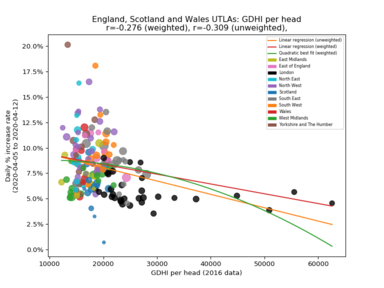 England, Scotland and Wales UTLAs: GDHI per head
r=-0.276 (weighted), r=-0.309 (unweighted),
Daily % increase rate
(2020-04-05 to 2020-04-12)
20.0%
17.5%
15.0%
12.5%
10.0%
7.5%
5.0%
2.5%
0.0%
Linear regression (unweighted)
Linear regression (weighted)
Quadratic best fit (weighted)
East Midlands
East of England
London
North East
North West
Scotland
South East
South West
Wales
West Midlands
Yorkshire and The Humber
10000
20000
30000
40000
50000
60000
GDHI per head (2016 data)